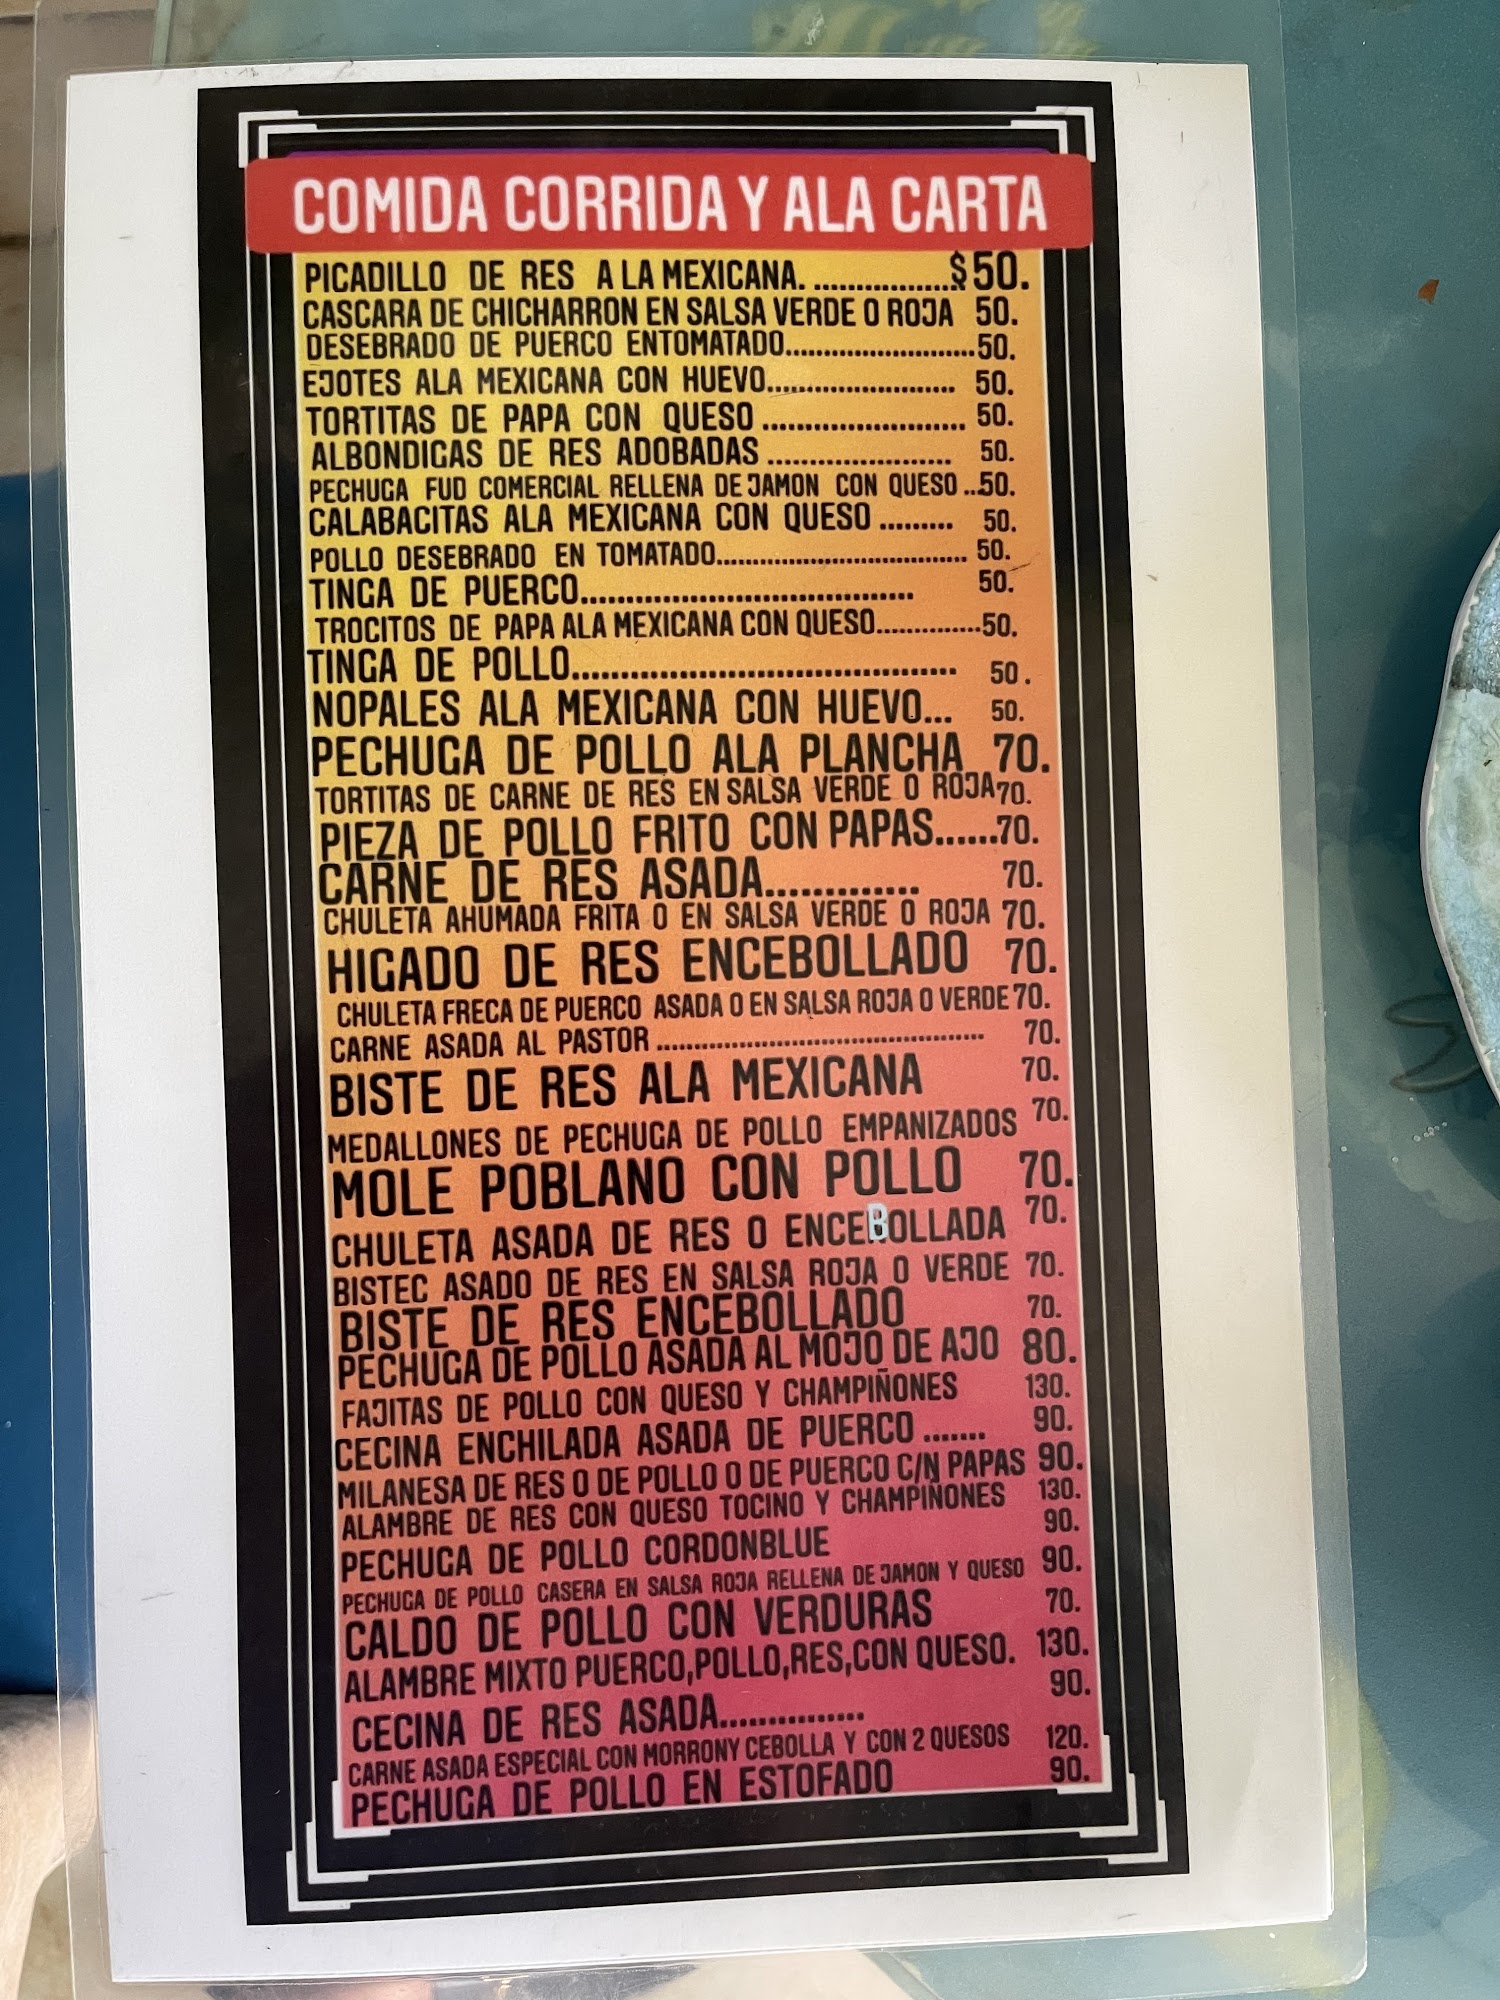 COMIDA CORRIDA Y ALA CARTA
PICADILLO DE RES A LA MEXICANA. .................$50.
CASCARA DE CHICHARRON EN SALSA VERDE O ROJA 50.
DESEBRADO DE PUERCO ENTOMATADO.........................50.
EJOTES ALA MEXICANA CON HUEVO......................... 50.
TORTITAS DE PAPA CON QUESO .......................... 50.
ALBONDIGAS DE RES ADOBADAS ........................ 50.
PECHUGA FUD COMERCIAL RELLENA DE JAMON CON QUESO ...50.
CALABACITAS ALA MEXICANA CON QUESO ......... 50.
POLLO DESEBRADO EN TOMATADO.................................. 50.
TINGA DE PUERCO....................................... 50.
TROCITOS DE PAPA ALA MEXICANA CON QUESO..............50.
TINGA DE POLLO...................................... 50.
NOPALES ALA MEXICANA CON HUEVO... 50.
PECHUGA DE POLLO ALA PLANCHA 70.
TORTITAS DE CARNE DE RES EN SALSA VERDE O ROJA 70.
PIEZA DE POLLO FRITO CON PAPAS......70.
CARNE DE RES ASADA............. 70.
CHULETA AHUMADA FRITA O EN SALSA VERDE O ROJA 70.
HIGADO DE RES ENCEBOLLADO 70.
CHULETA FRECA DE PUERCO ASADA O EN SALSA ROJA O VERDE 70.
CARNE ASADA AL PASTOR ............................................ 70.
BISTE DE RES ALA MEXICANA 70.
MEDALLONES DE PECHUGA DE POLLO EMPANIZADOS 70.
MOLE POBLANO CON POLLO 70.
CHULETA ASADA DE RES O ENCEBOLLADA 70.
BISTEC ASADO DE RES EN SALSA ROJA O VERDE 70.
BISTE DE RES ENCEBOLLADO 70.
PECHUGA DE POLLO ASADA AL MOJO DE AJO 80.
FAJITAS DE POLLO CON QUESO Y CHAMPIÑONES 130.
CECINA ENCHILADA ASADA DE PUERCO ....... 90.
MILANESA DE RES O DE POLLO O DE PUERCO C/N PAPAS 90.
ALAMBRE DE RES CON QUESO TOCINO Y CHAMPIÑONES 130.
PECHUGA DE POLLO CORDONBLUE 90.
PECHUGA DE POLLO CASERA EN SALSA ROJA RELLENA DE JAMON Y QUESO 90.
CALDO DE POLLO CON VERDURAS 70.
ALAMBRE MIXTO PUERCO,POLLO,RES,CON QUESO. 130.
CECINA DE RES ASADA............... 90.
CARNE ASADA ESPECIAL CON MORRONY CEBOLLA Y CON 2 QUESOS 120.
PECHUGA DE POLLO EN ESTOFADO 90.